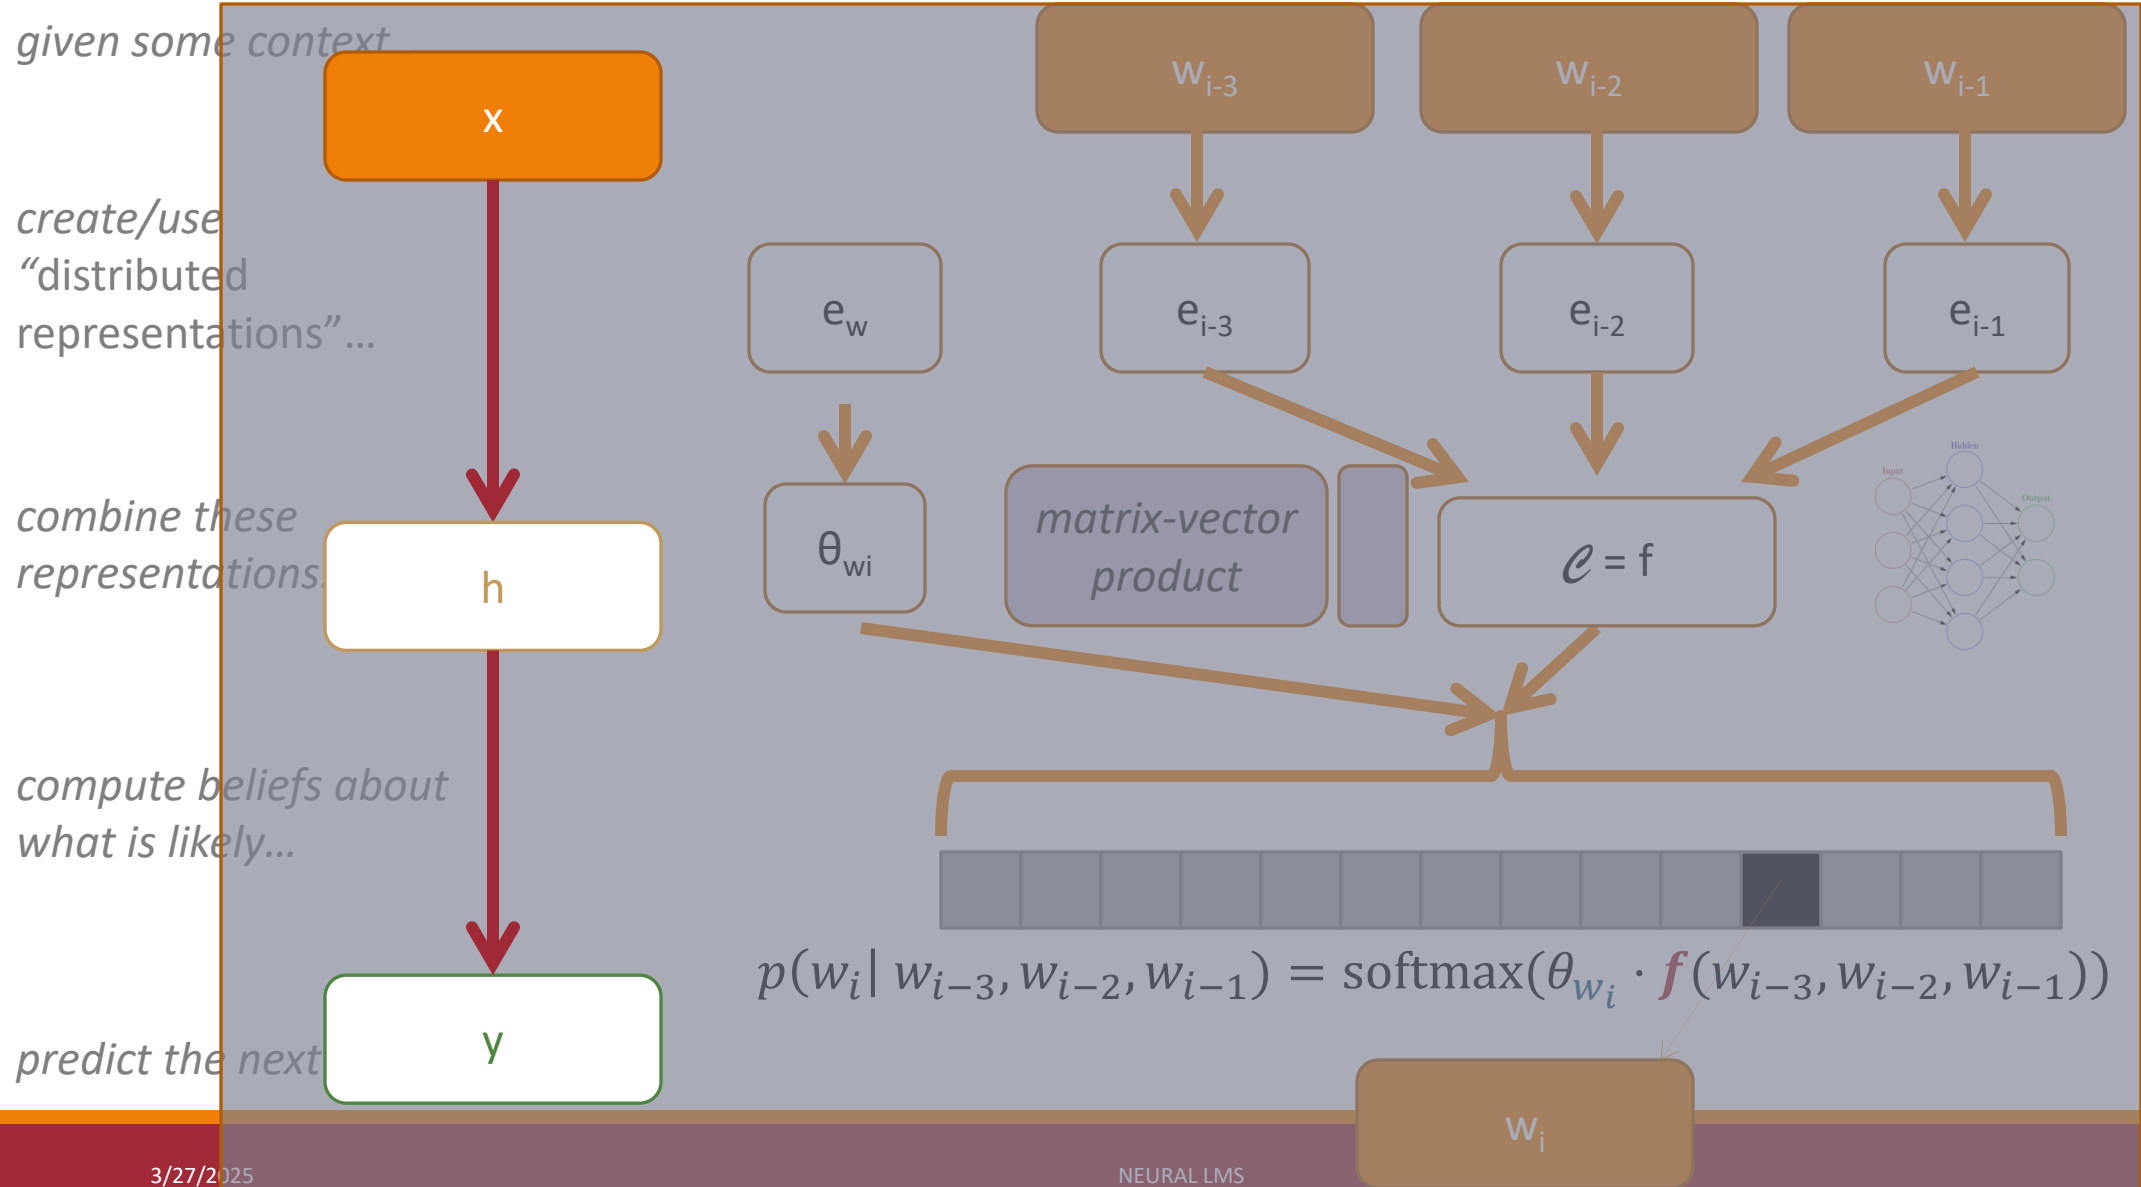 given some context
x
w_{i-3}
w_{i-2}
w_{i-1}
create/use
“distributed
representations”…
e_w
e_{i-3}
e_{i-2}
e_{i-1}
combine these
representations
h
θ_{wi}
matrix-vector
product
𝒞 = f
Input
Hidden
Output
compute beliefs about
what is likely…
p(w_i| w_{i−3}, w_{i−2}, w_{i−1}) = softmax(θ_{w_i} · f(w_{i−3}, w_{i−2}, w_{i−1}))
predict the next
y
w_i
3/27/2025
NEURAL LMS